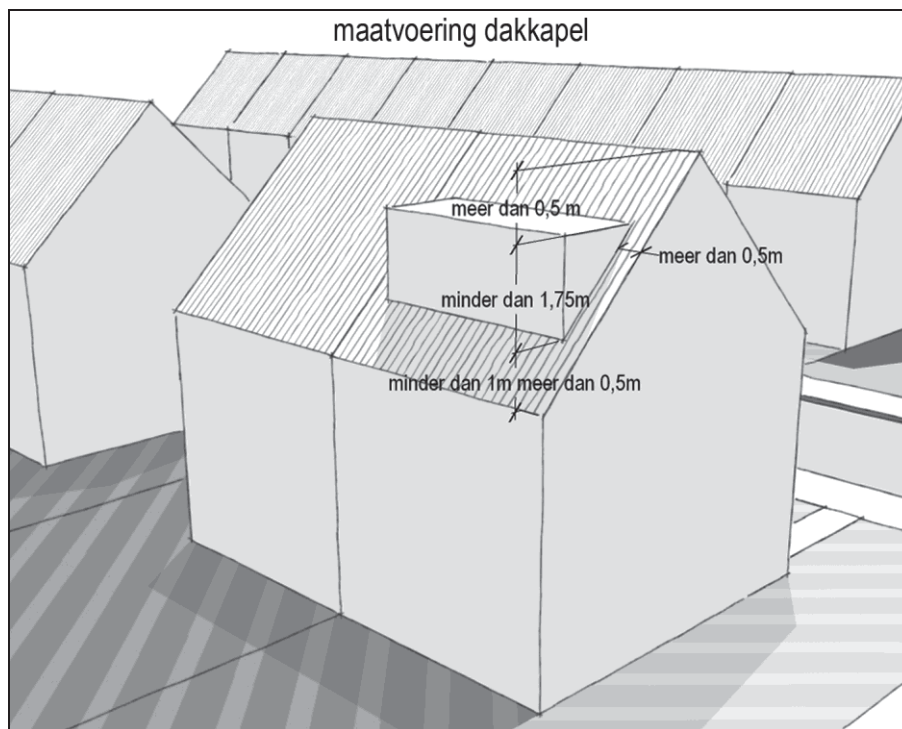 maatvoering dakkapel
meer dan 0,5 m
meer dan 0,5m
minder dan 1,75m
minder dan 1m meer dan 0,5m